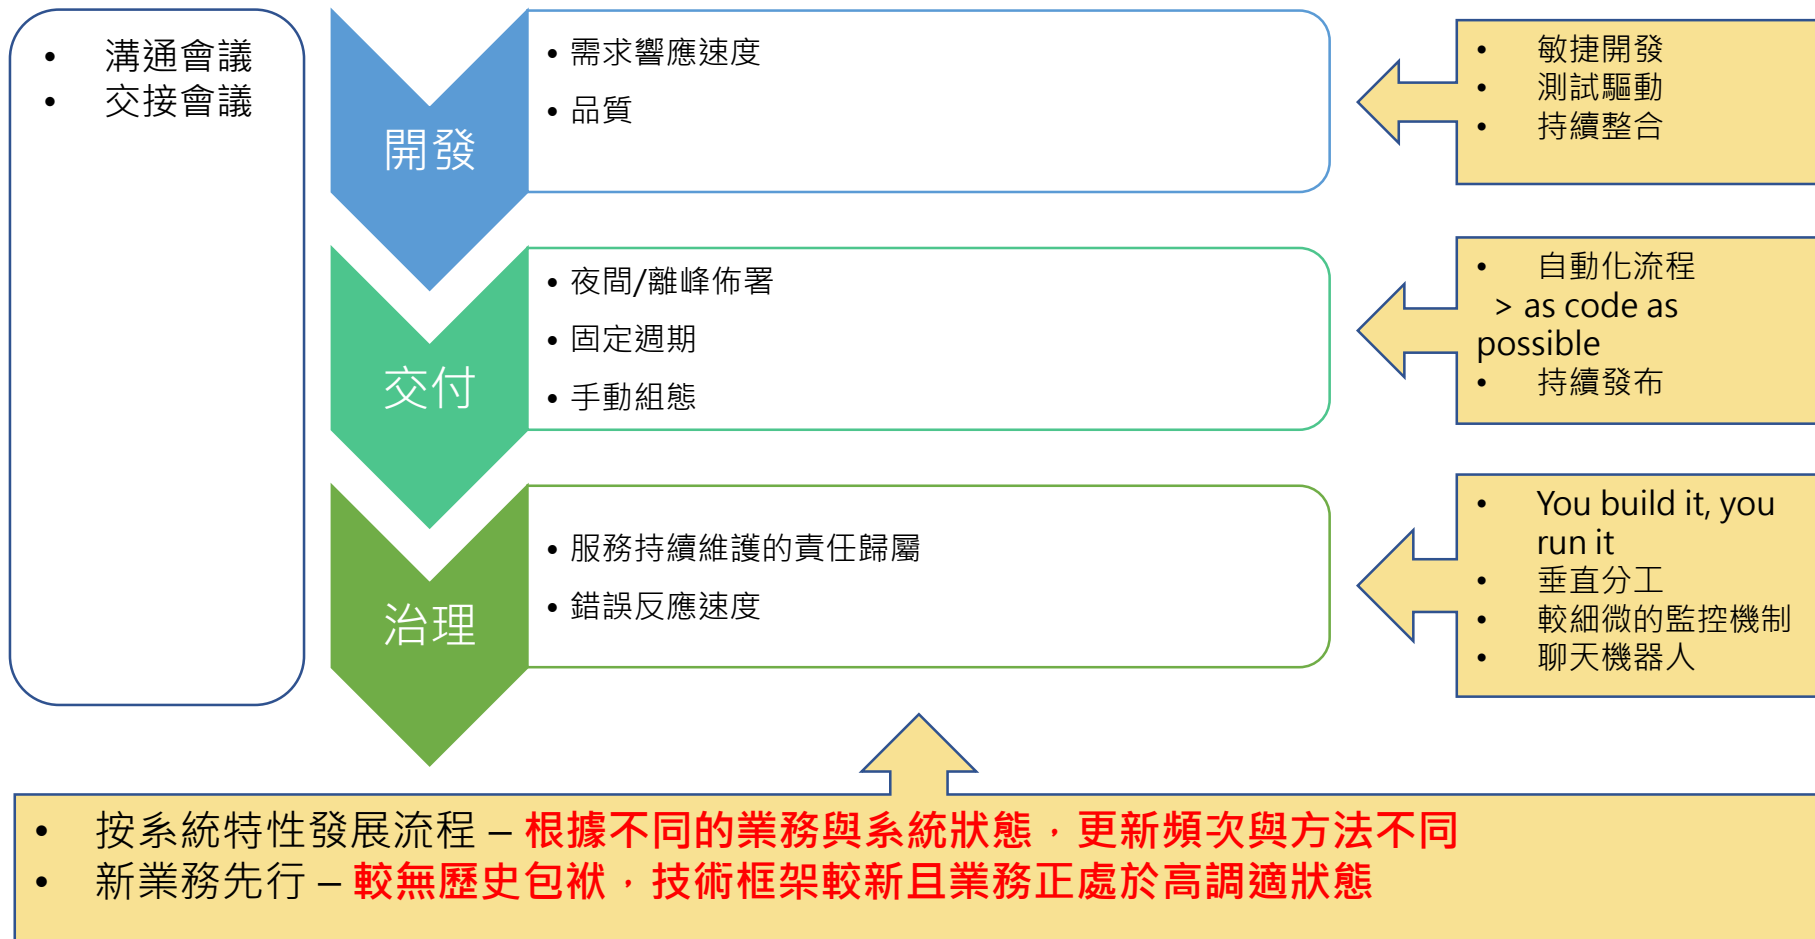 • 溝通會議
• 交接會議
開發
• 需求響應速度
• 品質
• 敏捷開發
• 測試驅動
• 持續整合
交付
• 夜間/離峰佈署
• 固定週期
• 手動組態
• 自動化流程
> as code as
possible
• 持續發布
治理
• 服務持續維護的責任歸屬
• 錯誤反應速度
• You build it, you
run it
• 垂直分工
• 較細微的監控機制
• 聊天機器人
• 按系統特性發展流程 – 根據不同的業務與系統狀態，更新頻次與方法不同
• 新業務先行 – 較無歷史包袱，技術框架較新且業務正處於高調適狀態